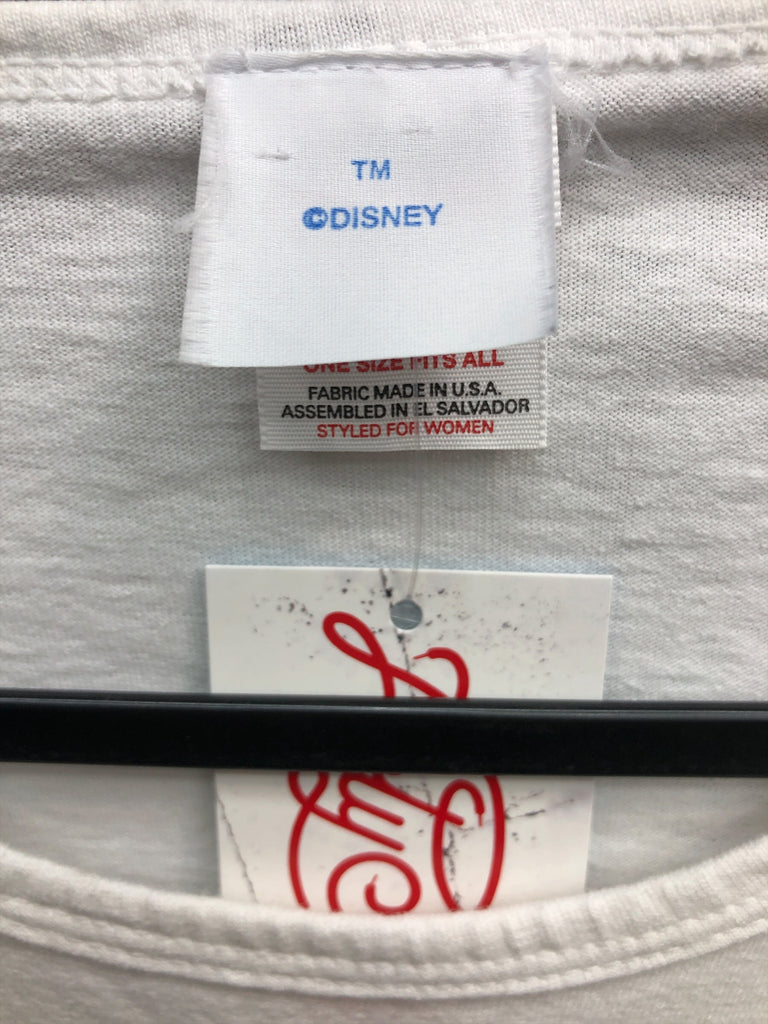 TM
©DISNEY
ONE SIZE FITS ALL
FABRIC MADE IN U.S.A.
ASSEMBLED IN EL SALVADOR
STYLED FOR WOMEN